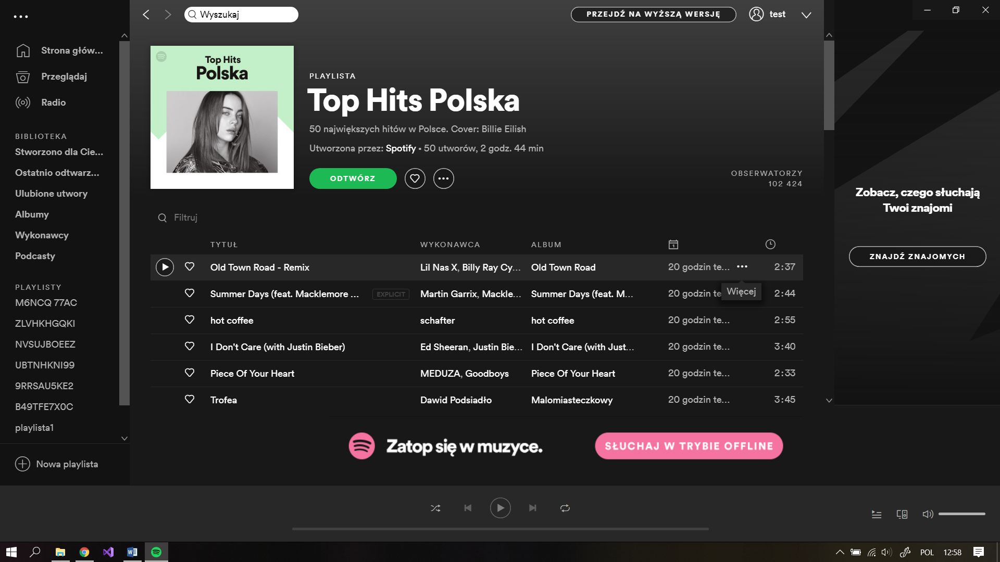 Wyszukaj
PRZEJDŹ NA WYŻSZĄ WERSJĘ
test
Strona głów...
Przeglądaj
Radio
BIBLIOTEKA
Stworzono dla Cie...
Ostatnio odtwarz...
Ulubione utwory
Albumy
Wykonawcy
Podcasty
PLAYLISTY
M6NCQ 77AC
ZLVHKHGQKI
NVSUJBOEEZ
UBTNHKNI99
9RRSAU5KE2
B49TFE7X0C
playlista1
Nowa playlista
Top Hits
Polska
PLAYLISTA
Top Hits Polska
50 największych hitów w Polsce. Cover: Billie Eilish
Utworzona przez: Spotify • 50 utworów, 2 godz. 44 min
ODTWÓRZ
OBSERWATORZY
102 424
Filtruj
TYTUŁ WYKONAWCA ALBUM
Old Town Road - Remix Lil Nas X, Billy Ray Cy... Old Town Road 20 godzin te... 2:37
Summer Days (feat. Macklemore ... EXPLICIT Martin Garrix, Mackle... Summer Days (feat. M... 20 godzin te... 2:44
Więcej
hot coffee schafter hot coffee 20 godzin te... 2:55
I Don't Care (with Justin Bieber) Ed Sheeran, Justin Bie... I Don't Care (with Just... 20 godzin te... 3:40
Piece Of Your Heart MEDUZA, Goodboys Piece Of Your Heart 20 godzin te... 2:33
Trofea Dawid Podsiadło Malomiasteczkowy 20 godzin te... 3:45
Zatop się w muzyce.
SŁUCHAJ W TRYBIE OFFLINE
Zobacz, czego słuchają
Twoi znajomi
ZNAJDŹ ZNAJOMYCH
POL 12:58